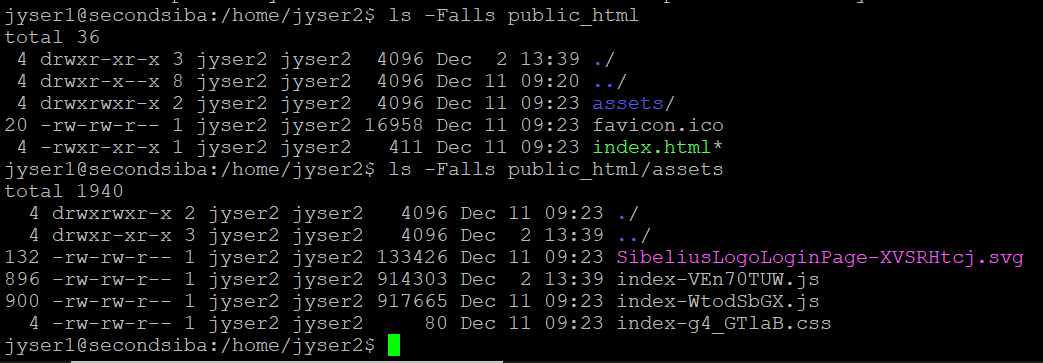 jyser1@secondsiba:/home/jyser2$ ls -Falls public_html
total 36
 4 drwxr-xr-x 3 jyser2 jyser2  4096 Dec  2 13:39 ./
 4 drwxr-x--x 8 jyser2 jyser2  4096 Dec 11 09:20 ../
 4 drwxrwxr-x 2 jyser2 jyser2  4096 Dec 11 09:23 assets/
20 -rw-rw-r-- 1 jyser2 jyser2 16958 Dec 11 09:23 favicon.ico
 4 -rwxr-xr-x 1 jyser2 jyser2   411 Dec 11 09:23 index.html*
jyser1@secondsiba:/home/jyser2$ ls -Falls public_html/assets
total 1940
  4 drwxrwxr-x 2 jyser2 jyser2   4096 Dec 11 09:23 ./
  4 drwxr-xr-x 3 jyser2 jyser2   4096 Dec  2 13:39 ../
132 -rw-rw-r-- 1 jyser2 jyser2 133426 Dec 11 09:23 SibeliusLogoLoginPage-XVSRHtcj.svg
896 -rw-rw-r-- 1 jyser2 jyser2 914303 Dec  2 13:39 index-VEn70TUW.js
900 -rw-rw-r-- 1 jyser2 jyser2 917665 Dec 11 09:23 index-WtodSbGX.js
  4 -rw-rw-r-- 1 jyser2 jyser2     80 Dec 11 09:23 index-g4_GTlaB.css
jyser1@secondsiba:/home/jyser2$